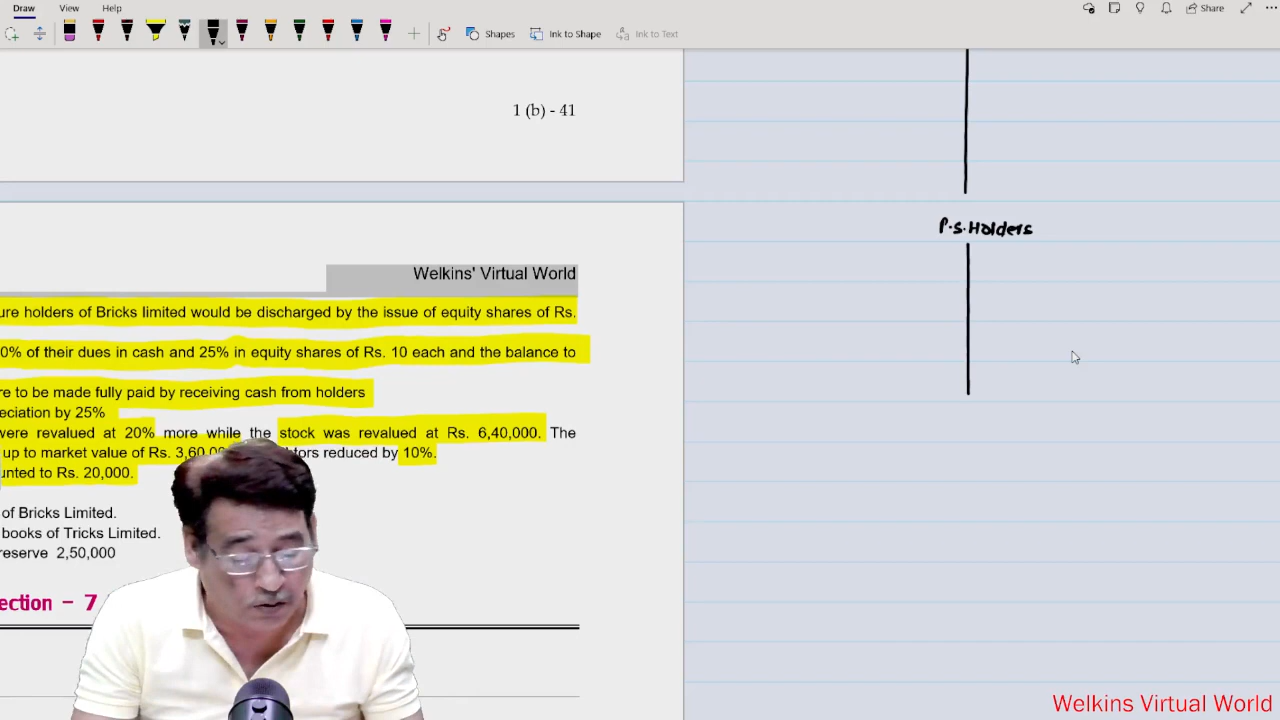 Draw View Help
Share
Shapes Ink to Shape Ink to Text
1 (b) - 41
P.S.Holders
Welkins' Virtual World
ure holders of Bricks limited would be discharged by the issue of equity shares of Rs.
0% of their dues in cash and 25% in equity shares of Rs. 10 each and the balance to
re to be made fully paid by receiving cash from holders
eciation by 25%
were revalued at 20% more while the stock was revalued at Rs. 6,40,000. The
up to market value of Rs. 3,60,00 tors reduced by 10%.
unted to Rs. 20,000.
of Bricks Limited.
books of Tricks Limited.
reserve 2,50,000
ection – 7
Welkins Virtual World